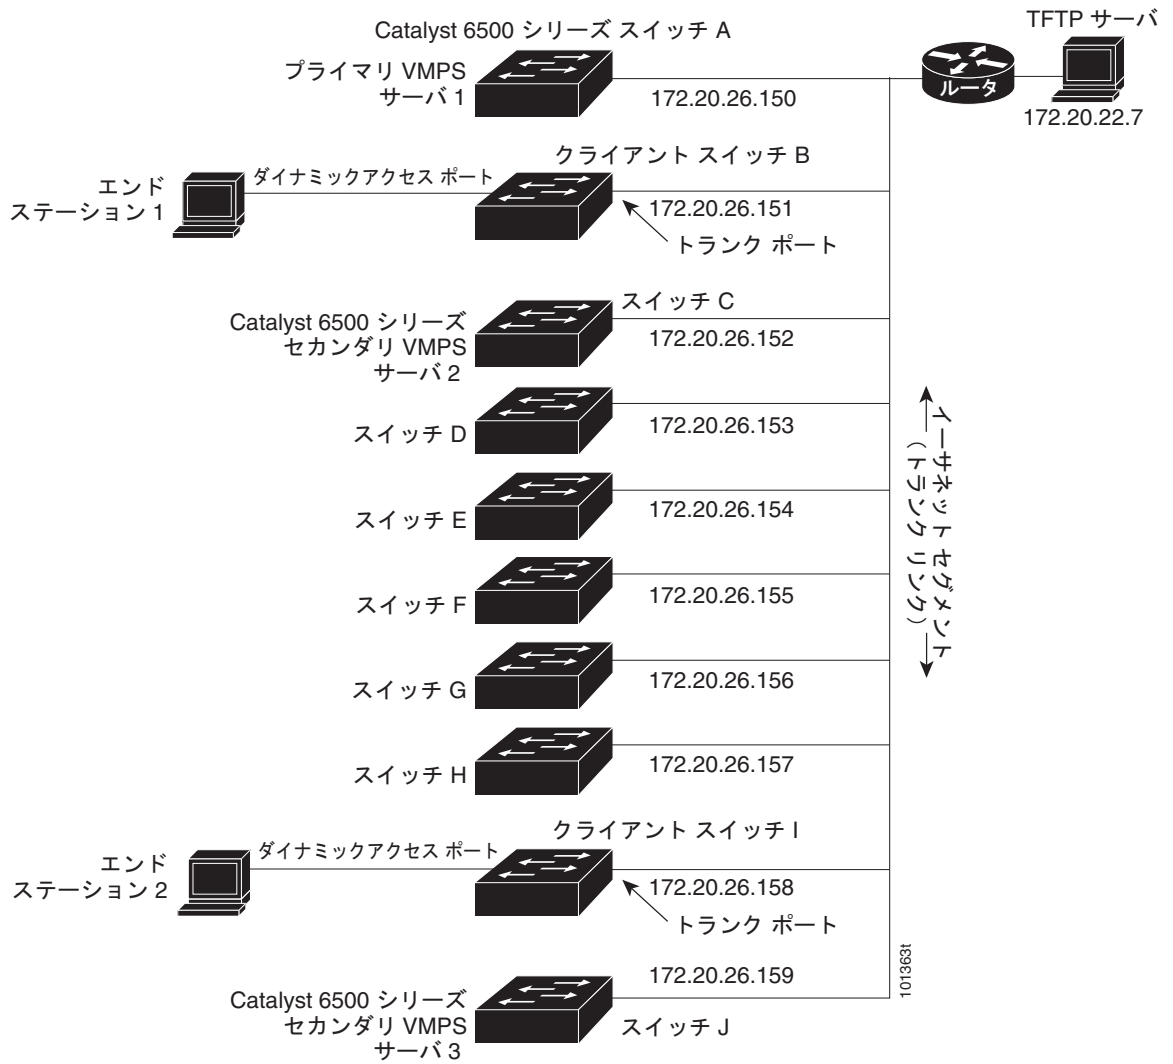 Catalyst 6500 シリーズ スイッチ A
TFTP サーバ
プライマリ VMPS
サーバ 1
172.20.26.150
ルータ
172.20.22.7
クライアント スイッチ B
エンド
ステーション 1
ダイナミックアクセス ポート
172.20.26.151
トランク ポート
スイッチ C
Catalyst 6500 シリーズ
セカンダリ VMPS
サーバ 2
172.20.26.152
スイッチ D
172.20.26.153
イーサネット セグメント
(トランク リンク)
スイッチ E
172.20.26.154
スイッチ F
172.20.26.155
スイッチ G
172.20.26.156
スイッチ H
172.20.26.157
クライアント スイッチ I
エンド
ステーション 2
ダイナミックアクセス ポート
172.20.26.158
トランク ポート
172.20.26.159
Catalyst 6500 シリーズ
セカンダリ VMPS
サーバ 3
スイッチ J
101363t